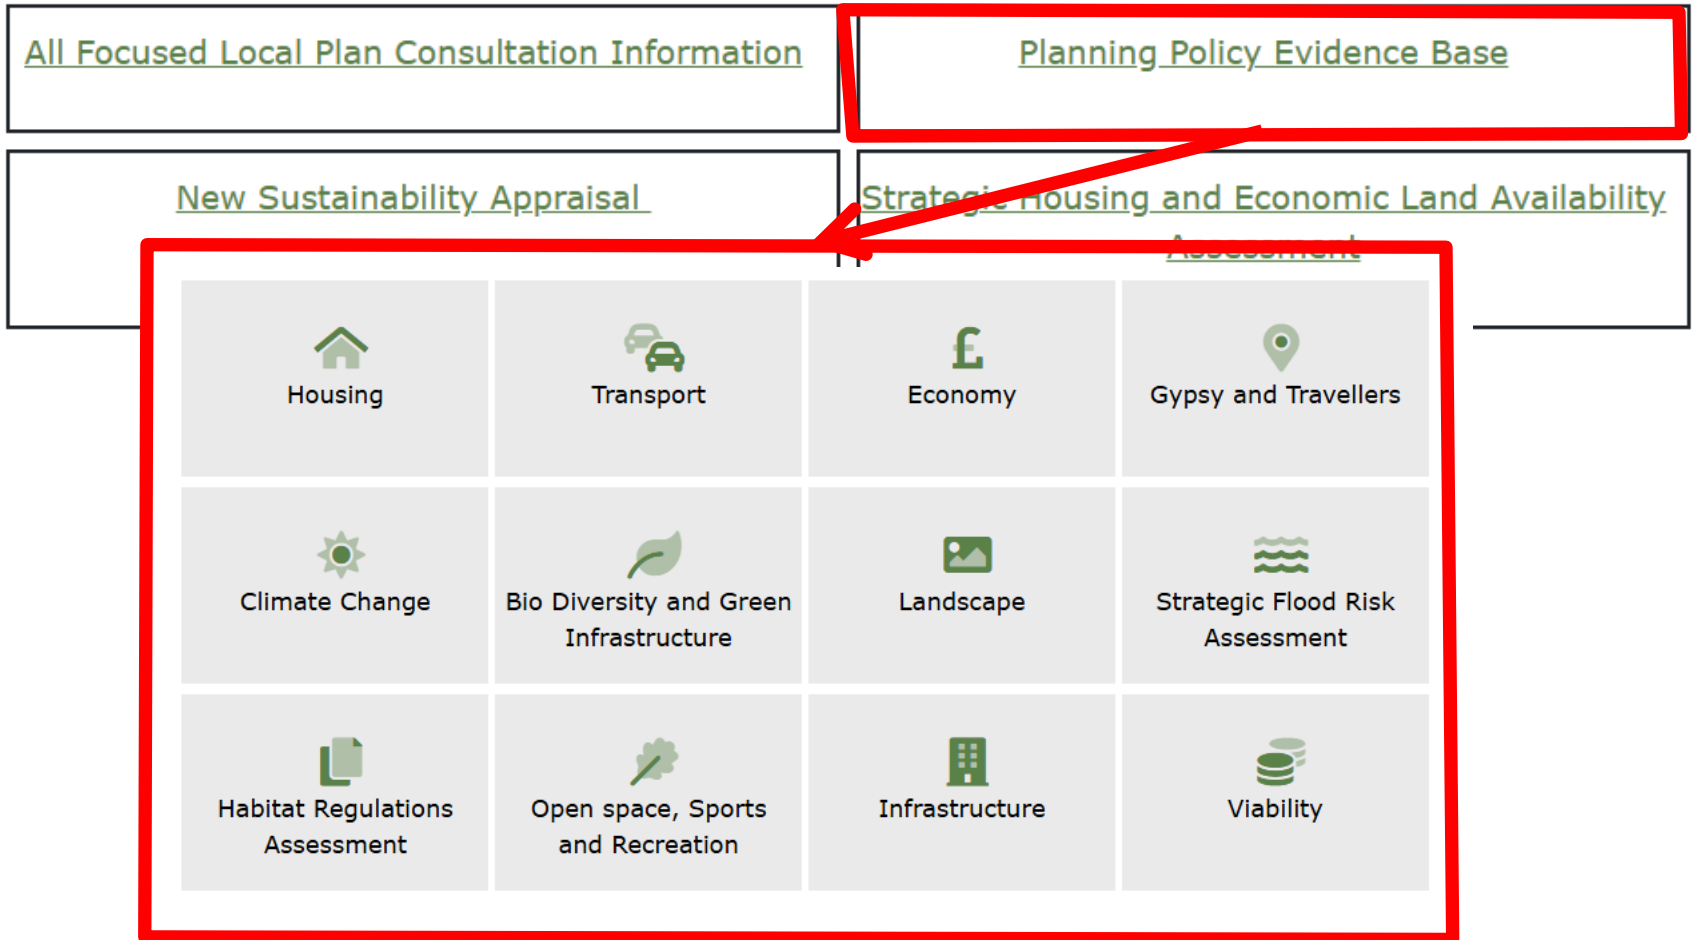 All Focused Local Plan Consultation Information
Planning Policy Evidence Base
New Sustainability Appraisal
Strategic Housing and Economic Land Availability
Assessment
Housing
Transport
£
Economy
Gypsy and Travellers
Climate Change
Bio Diversity and Green
Infrastructure
Landscape
Strategic Flood Risk
Assessment
Habitat Regulations
Assessment
Open space, Sports
and Recreation
Infrastructure
Viability